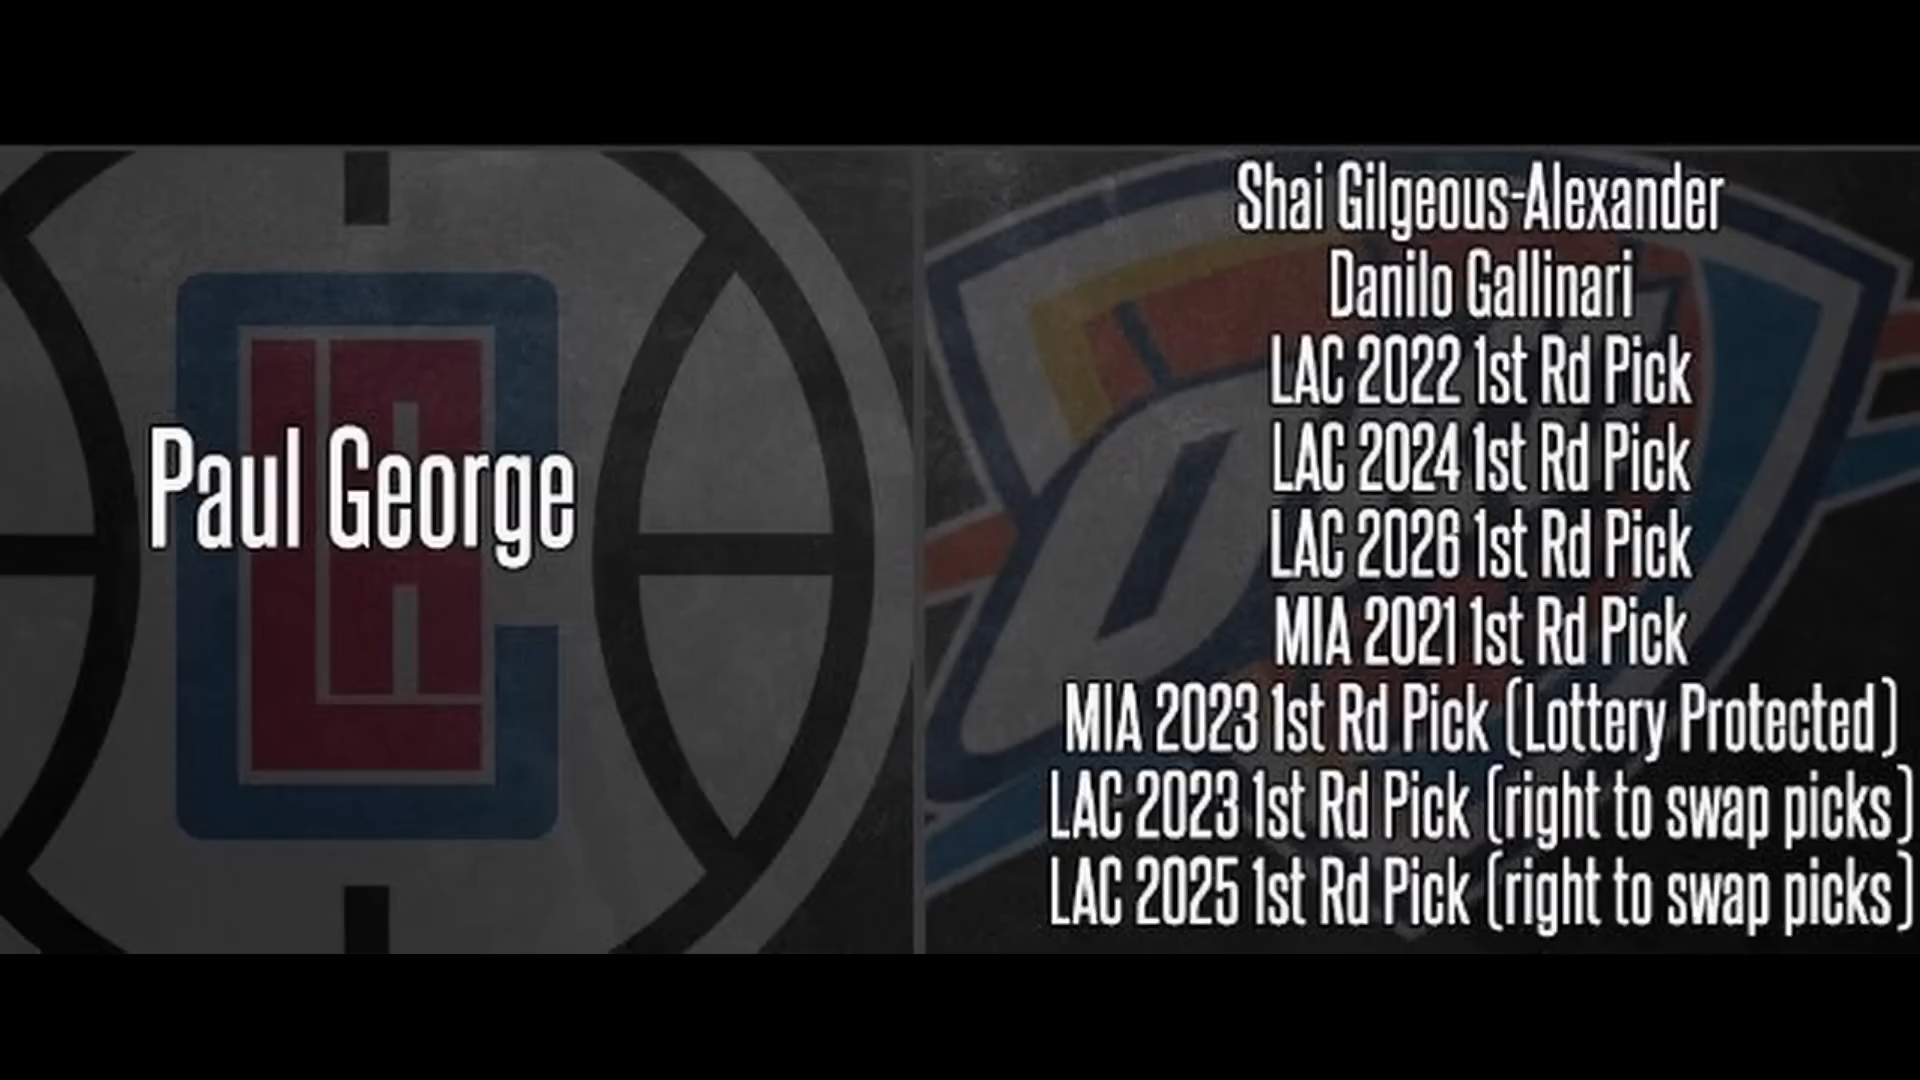 Paul George
Shai Gilgeous-Alexander
Danilo Gallinari
LAC 2022 1st Rd Pick
LAC 2024 1st Rd Pick
LAC 2026 1st Rd Pick
MIA 2021 1st Rd Pick
MIA 2023 1st Rd Pick (Lottery Protected)
LAC 2023 1st Rd Pick (right to swap picks)
LAC 2025 1st Rd Pick (right to swap picks)